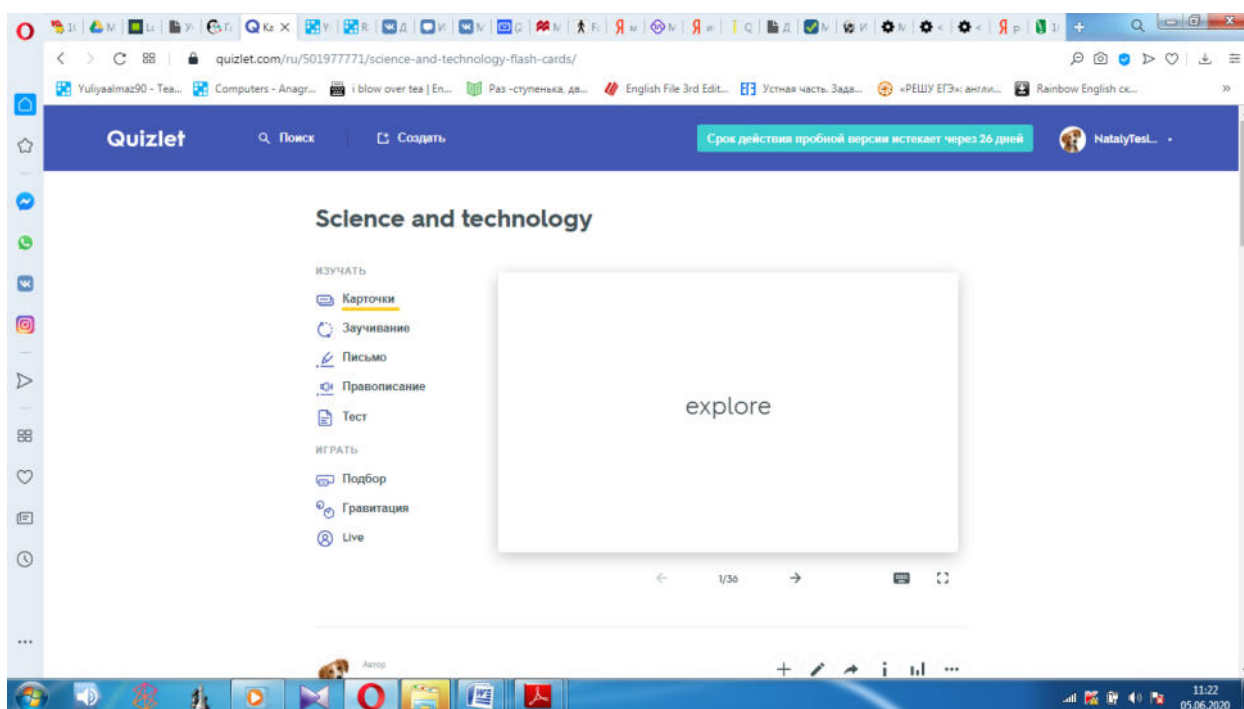 quizlet.com/ru/501977771/science-and-technology-flash-cards/
Yuliyaalmaz90 - Tea... Computers - Anagr... i blow over tea | En... Раз -ступенька, дв... English File 3rd Edit... Устная часть. Зада... «РЕШУ ЕГЭ»: англи... Rainbow English ск... »
Quizlet Поиск Создать Срок действия пробной версии истекает через 26 дней NatalyTesl...
Science and technology
ИЗУЧАТЬ
Карточки
Заучивание
Письмо
Правописание
Тест
explore
ИГРАТЬ
Подбор
Гравитация
Live
1/36
Автор
11:22
05.06.2020